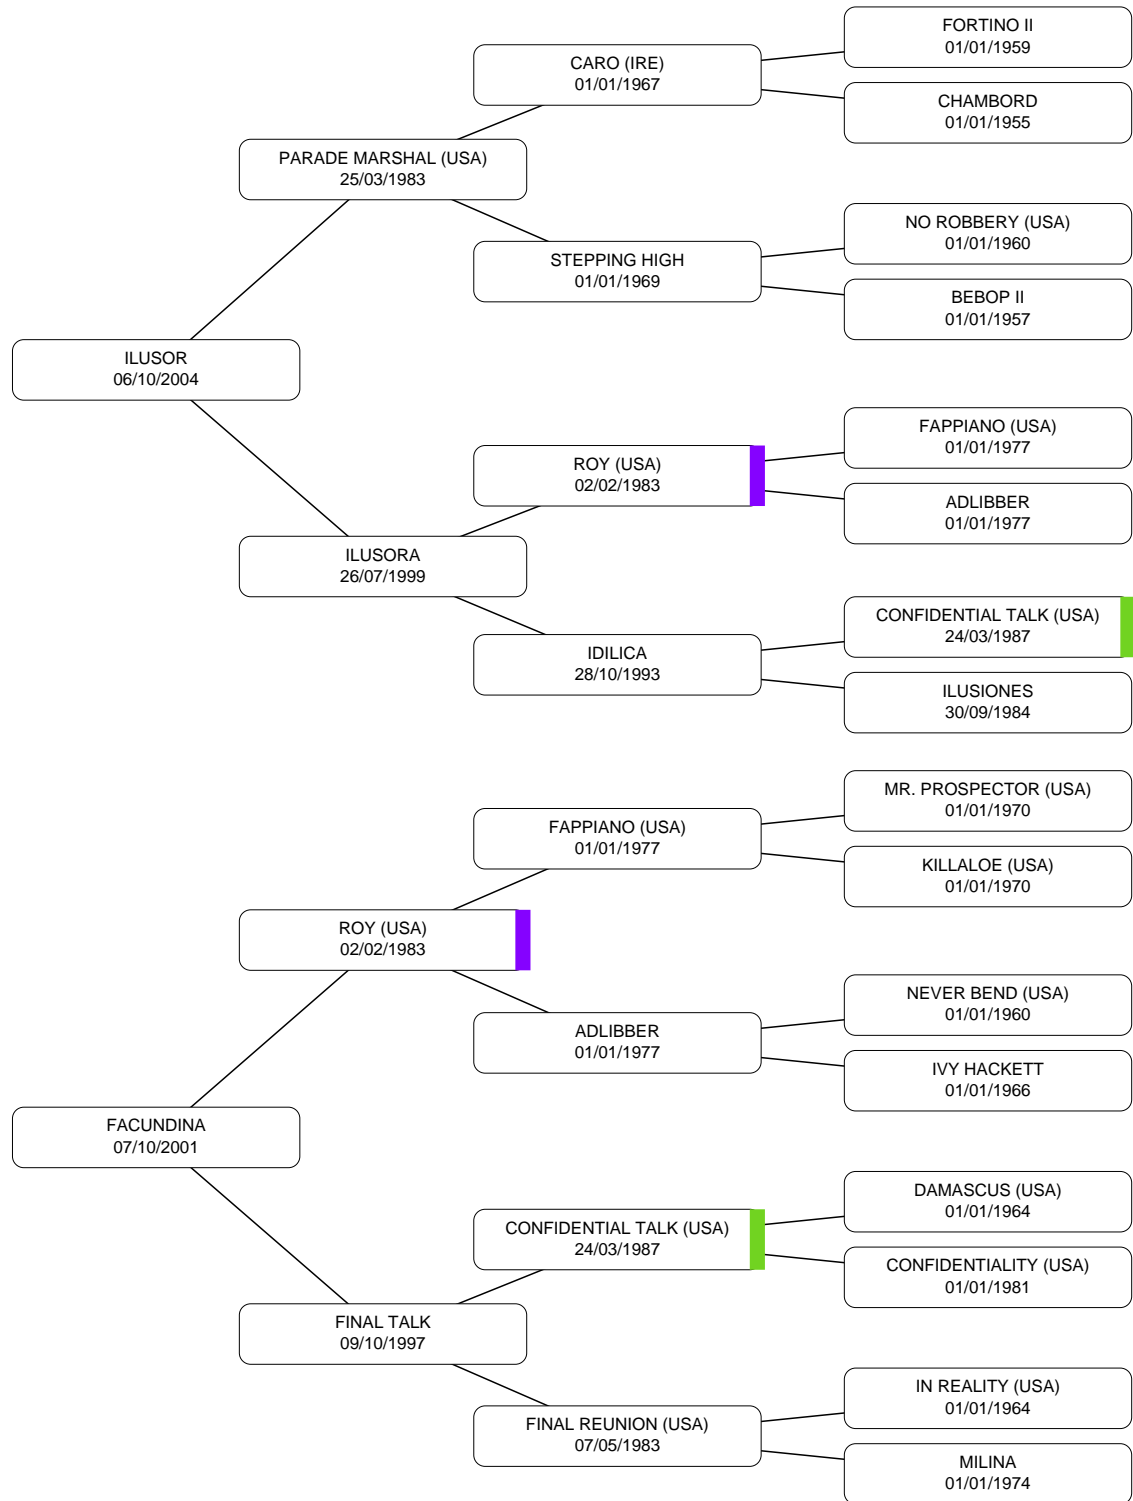 FORTINO II
01/01/1959
CARO (IRE)
01/01/1967
CHAMBORD
01/01/1955
PARADE MARSHAL (USA)
25/03/1983
NO ROBBERY (USA)
01/01/1960
STEPPING HIGH
01/01/1969
BEBOP II
01/01/1957
ILUSOR
06/10/2004
FAPPIANO (USA)
01/01/1977
ROY (USA)
02/02/1983
ADLIBBER
01/01/1977
ILUSORA
26/07/1999
CONFIDENTIAL TALK (USA)
24/03/1987
IDILICA
28/10/1993
ILUSIONES
30/09/1984
MR. PROSPECTOR (USA)
01/01/1970
FAPPIANO (USA)
01/01/1977
KILLALOE (USA)
01/01/1970
ROY (USA)
02/02/1983
NEVER BEND (USA)
01/01/1960
ADLIBBER
01/01/1977
IVY HACKETT
01/01/1966
FACUNDINA
07/10/2001
DAMASCUS (USA)
01/01/1964
CONFIDENTIAL TALK (USA)
24/03/1987
CONFIDENTIALITY (USA)
01/01/1981
FINAL TALK
09/10/1997
IN REALITY (USA)
01/01/1964
FINAL REUNION (USA)
07/05/1983
MILINA
01/01/1974